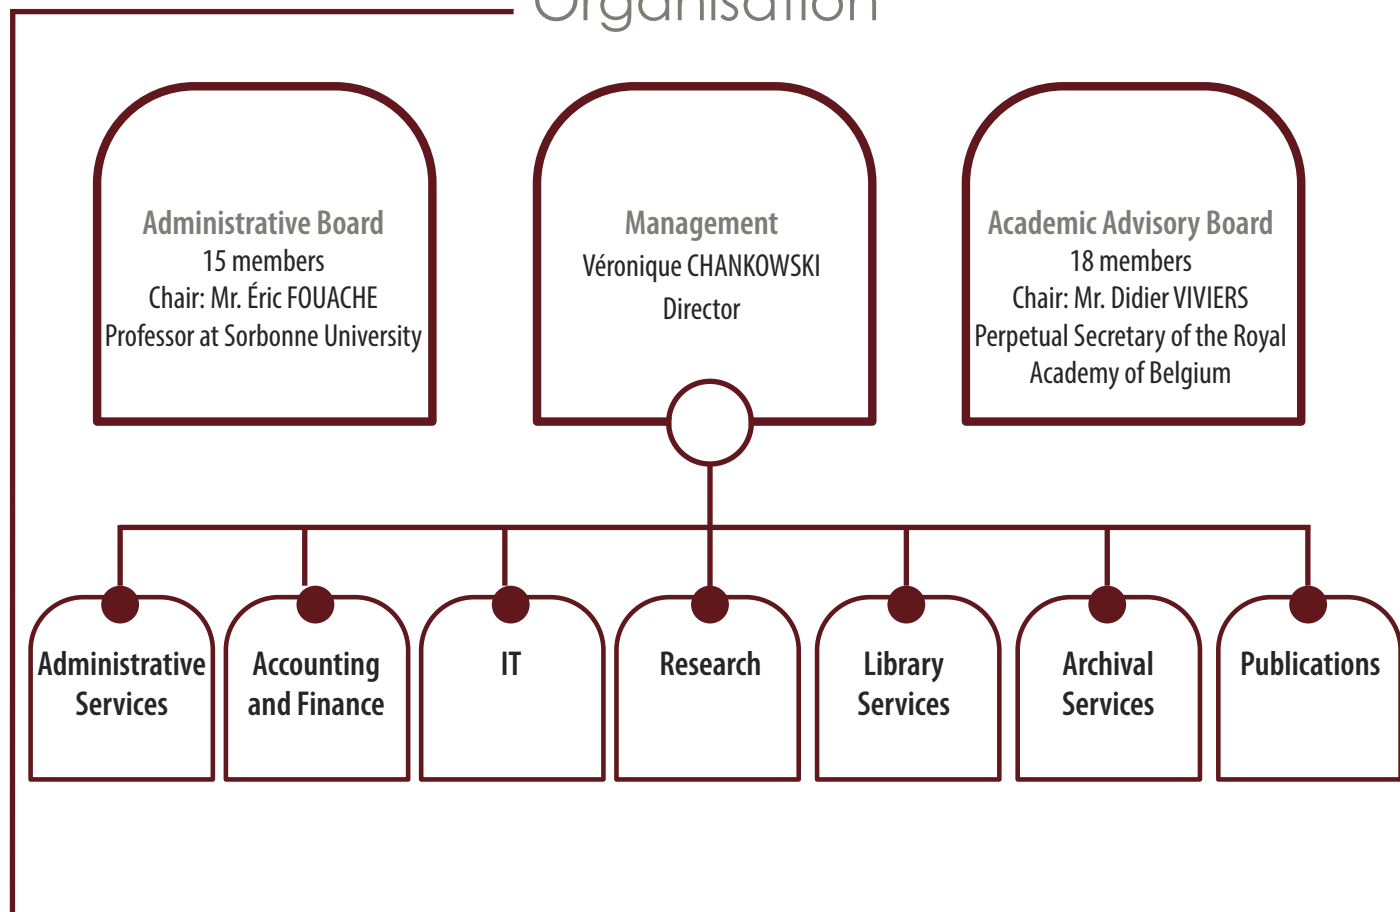 Organisation
Administrative Board
15 members
Chair: Mr. Éric FOUACHE
Professor at Sorbonne University
Management
Véronique CHANKOWSKI
Director
Academic Advisory Board
18 members
Chair: Mr. Didier VIVIERS
Perpetual Secretary of the Royal
Academy of Belgium
Administrative
Services
Accounting
and Finance
IT
Research
Library
Services
Archival
Services
Publications